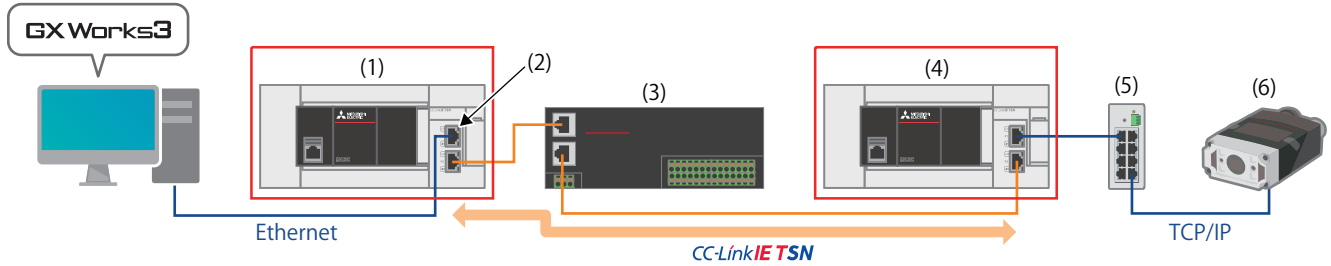 GX Works3
(1)
(2)
(3)
(4)
(5)
(6)
Ethernet
TCP/IP
CC-Link IE TSN